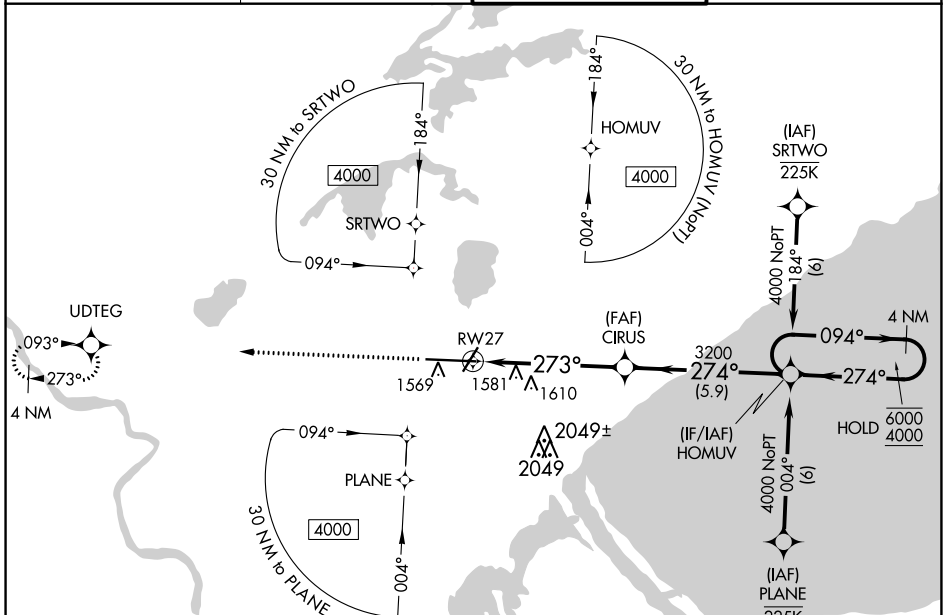 30 NM to SRTWO
184°
4000
SRTWO
094°
184°
30 NM to HOMUV (NoPT)
HOMUV
4000
004°
(IAF)
SRTWO
225K
4000 NoPT
184°
(6)
4 NM
094°
274°
HOLD
6000
4000
UDTEG
093°
273°
4 NM
RW27
1569
1581
1610
273°
(FAF)
CIRUS
3200
274°
(5.9)
(IF/IAF)
HOMUV
2049±
2049
094°
PLANE
4000
30 NM to PLANE
004°
4000 NoPT
004°
(6)
(IAF)
PLANE